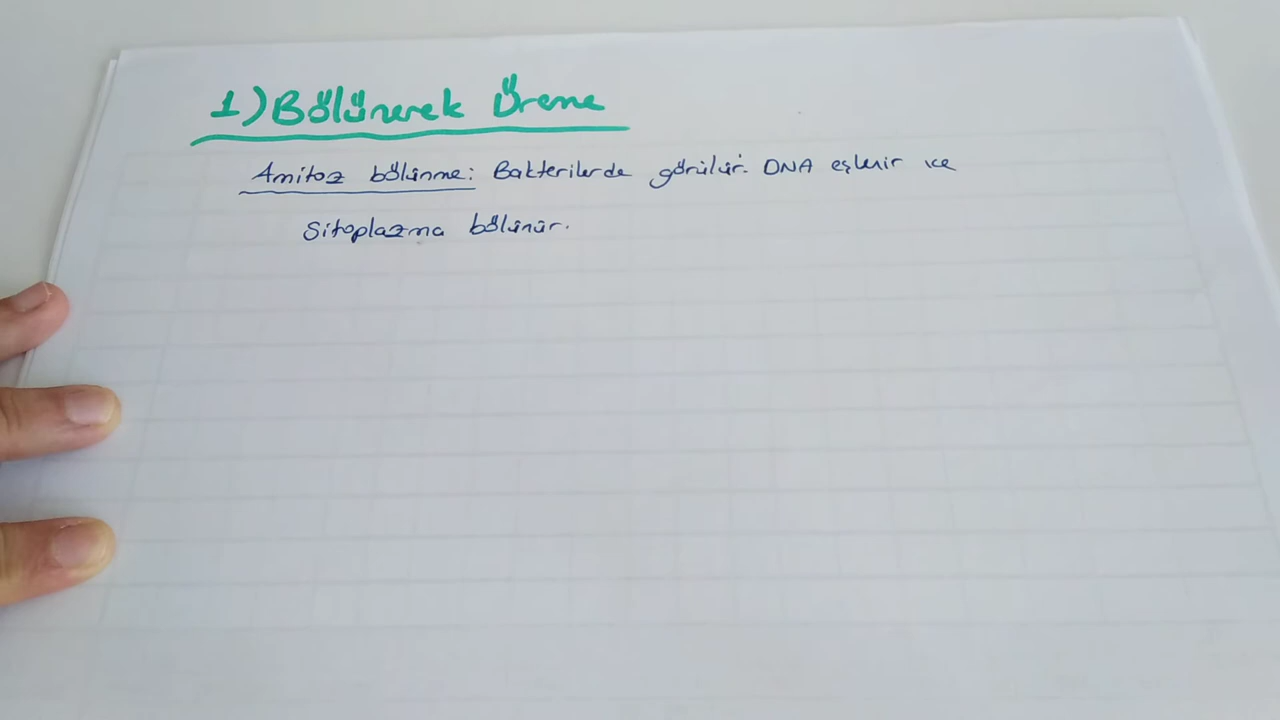 1) Bölünerek Üreme
Amitoz bölünme: Bakterilerde görülür. DNA eşlenir ve
Sitoplazma bölünür.